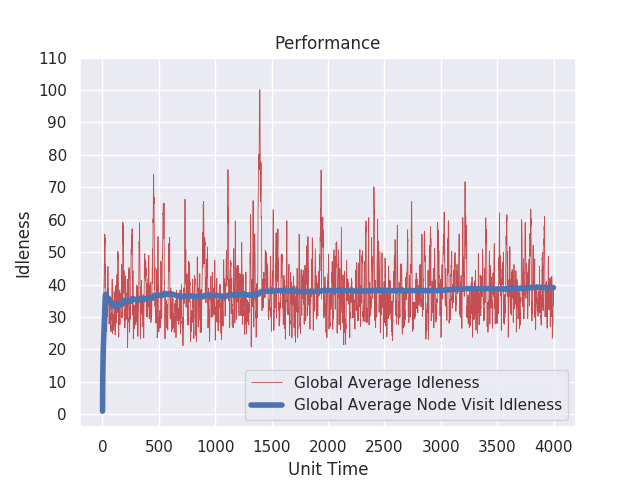 Performance
110
100
90
80
70
60
50
40
30
20
10
0
Idleness
Global Average Idleness
Global Average Node Visit Idleness
0 500 1000 1500 2000 2500 3000 3500 4000
Unit Time